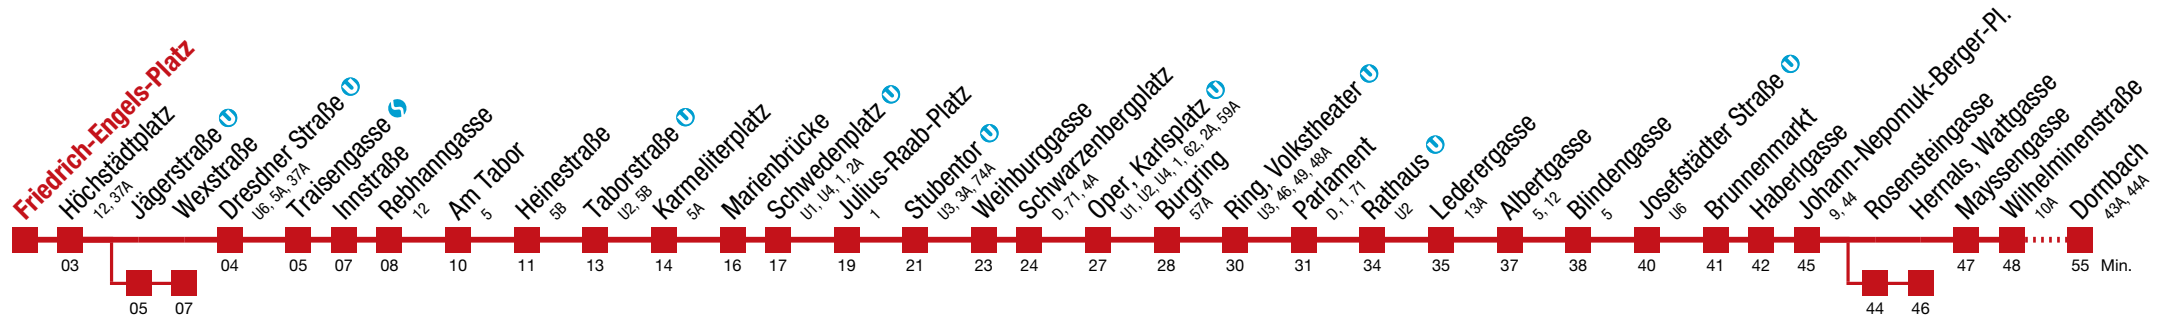 Friedrich-Engels-Platz
Höchstädtplatz
12, 37A
Jägerstraße
Wexstraße
Dresdner Straße
U6, 5A, 37A
Traisengasse
Innstraße
Rebhanngasse
12
Am Tabor
5
Heinestraße
5B
Taborstraße
U2, 5B
Karmeliterplatz
5A
Marienbrücke
Schwedenplatz
U1, U4, 1, 2A
Julius-Raab-Platz
1
Stubentor
U3, 3A, 74A
Weihburggasse
Schwarzenbergplatz
D, 71, 4A
Oper, Karlsplatz
U1, U2, U4, 1, 62, 2A, 59A
Burgring
57A
Ring, Volkstheater
U3, 46, 49, 48A
Parlament
D, 1, 71
Rathaus
U2
Lederergasse
13A
Albertgasse
5, 12
Blindengasse
5
Josefstädter Straße
U6
Brunnenmarkt
Haberlgasse
Johann-Nepomuk-Berger-Pl.
9, 44
Rosensteingasse
Hernals, Wattgasse
Mayssengasse
Wilhelminenstraße
10A
Dornbach
43A, 44A
03 04 05 07 08 10 11 13 14 16 17 19 21 23 24 27 28 30 31 34 35 37 38 40 41 42 45 47 48 55 Min.
05 07 44 46